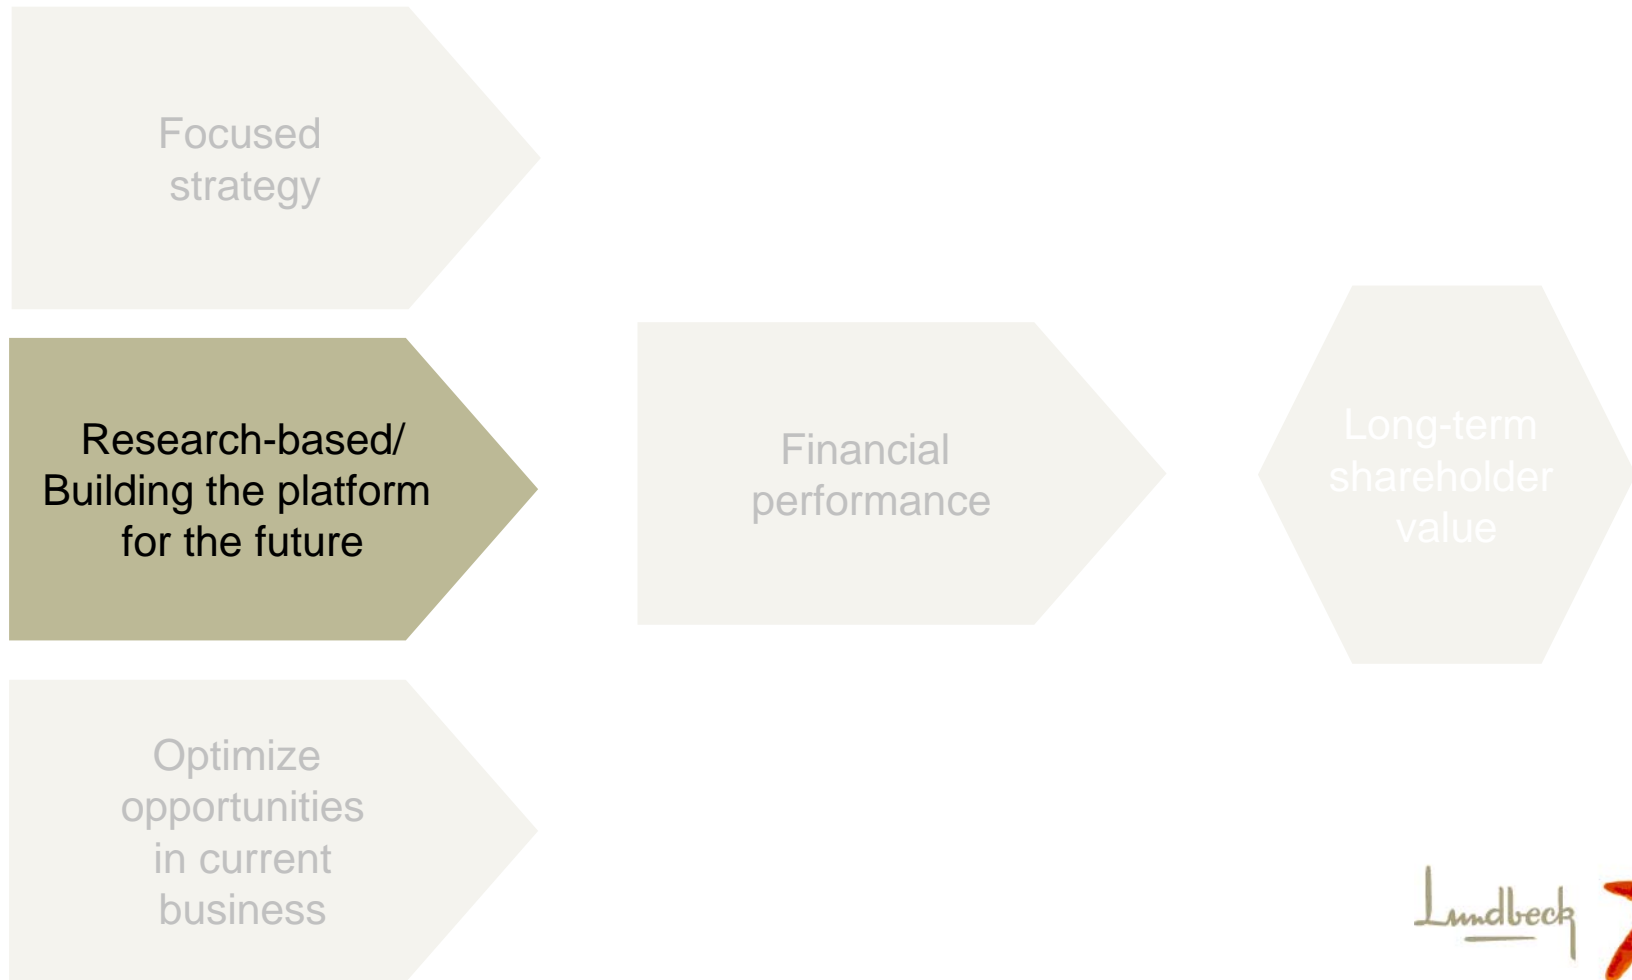 Focused
strategy
Research-based/
Building the platform
for the future
Optimize
opportunities
in current
business
Financial
performance
Long-term
shareholder
value
Lundbeck